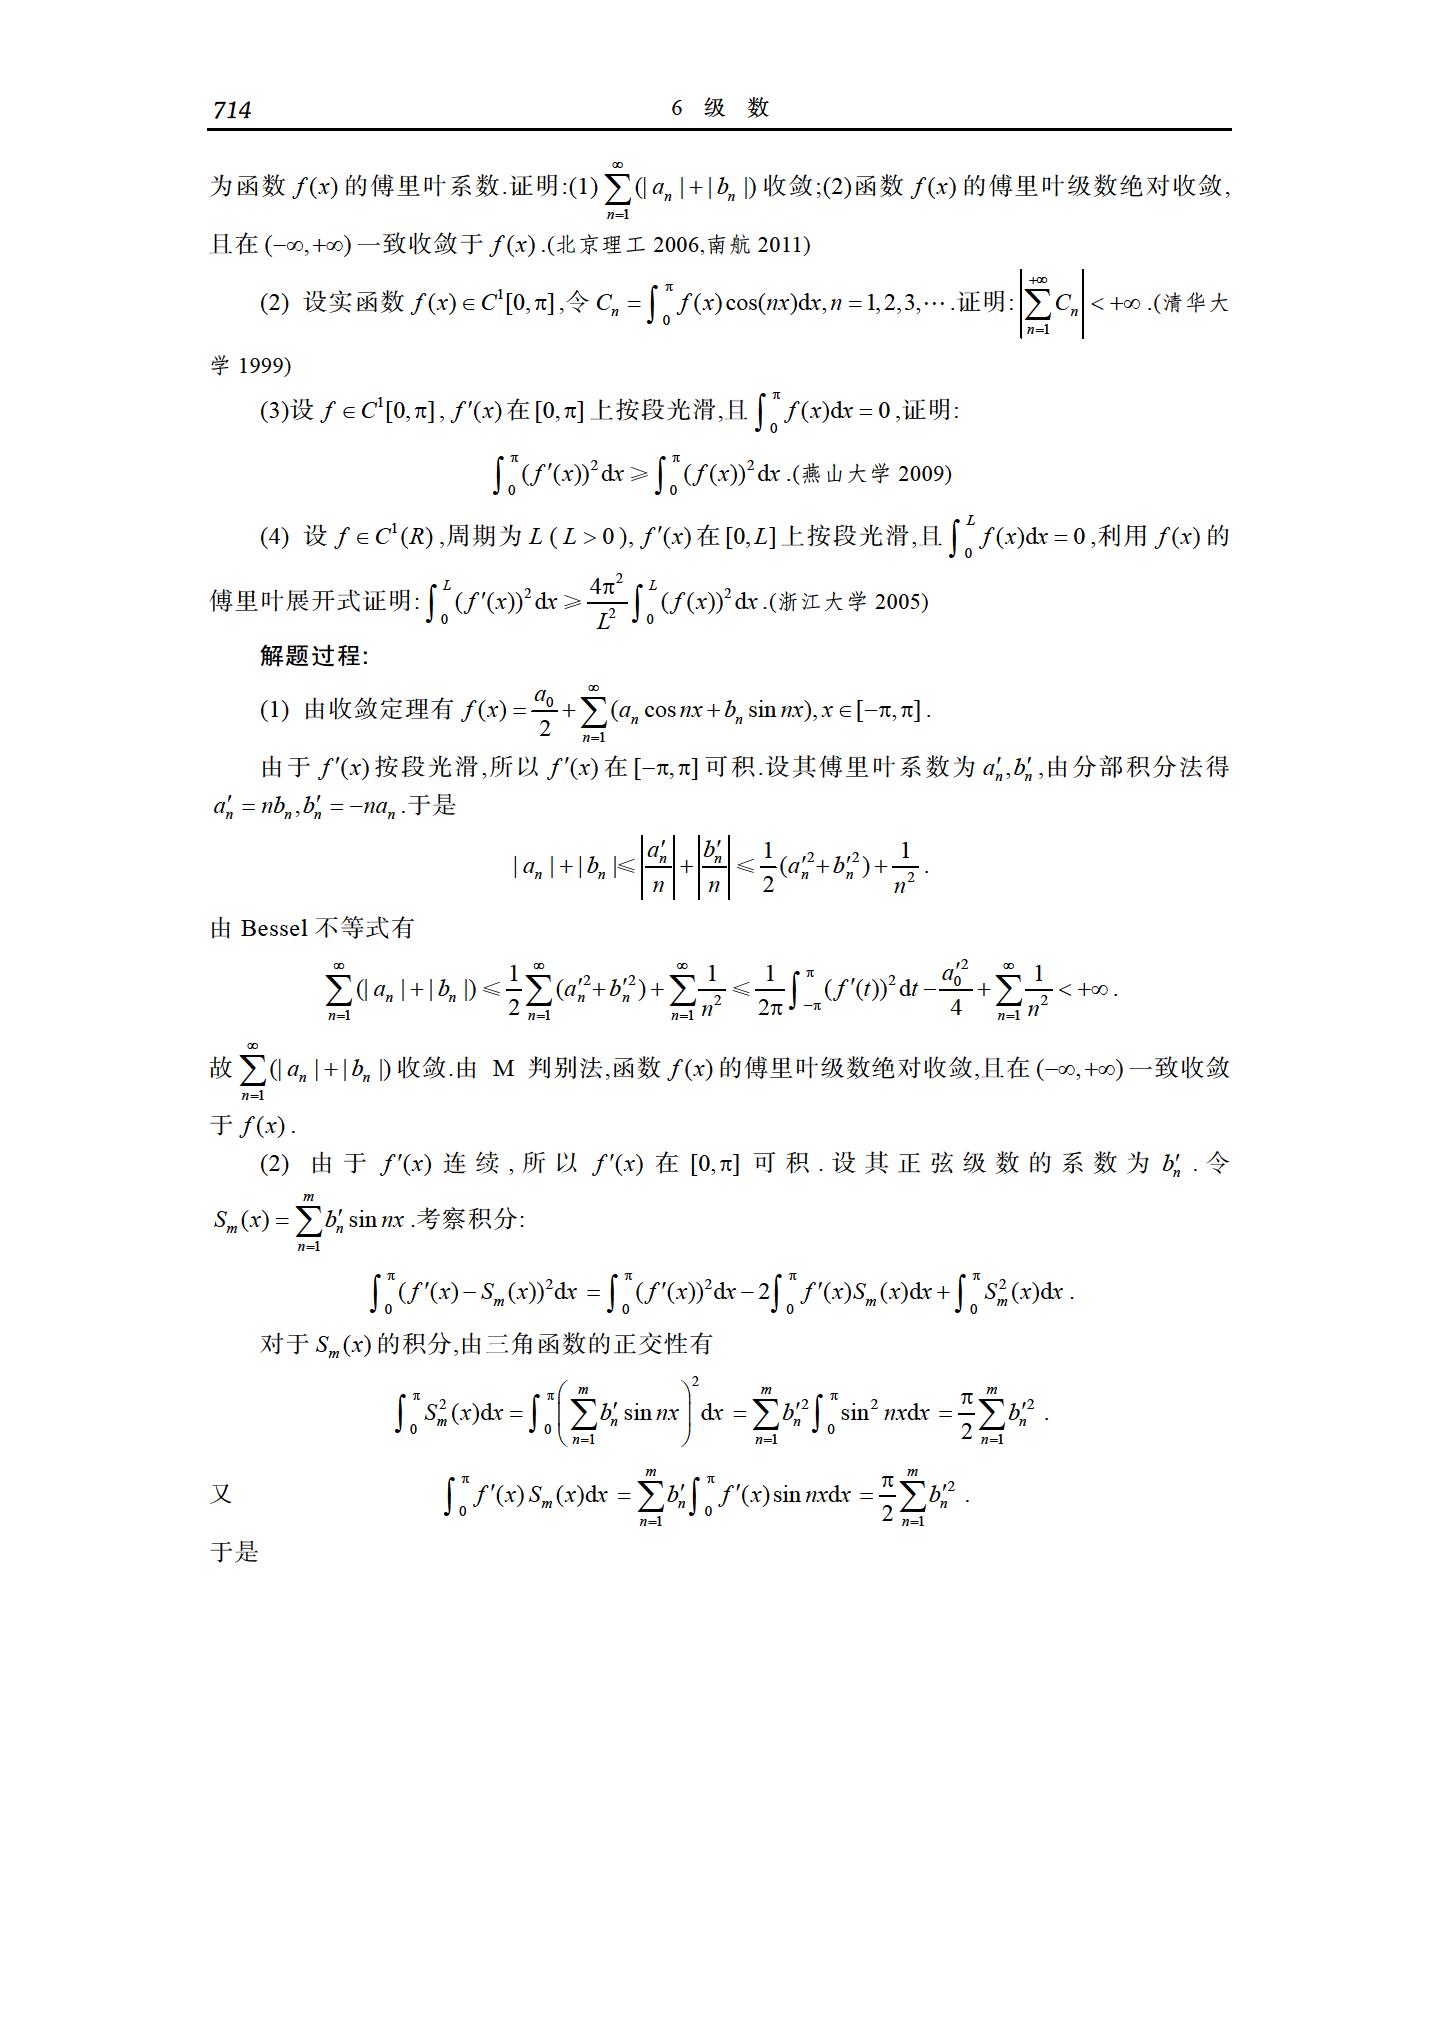 714 6 级 数
为函数 f(x) 的傅里叶系数.证明:(1) $\sum_{n=1}^{\infty}(|a_n|+|b_n|)$ 收敛;(2)函数 f(x) 的傅里叶级数绝对收敛,
且在 (−∞,+∞) 一致收敛于 f(x) .(北京理工 2006,南航 2011)
(2) 设实函数 $f(x)\in C^1[0,\pi]$ ,令 $C_n=\int_0^{\pi} f(x)\cos(nx)\mathrm{d}x, n=1,2,3,\cdots$ .证明: $\left|\sum_{n=1}^{+\infty}C_n\right|<+\infty$ .(清华大
学 1999)
(3)设 $f\in C^1[0,\pi]$ , $f'(x)$ 在 $[0,\pi]$ 上按段光滑,且 $\int_0^{\pi} f(x)\mathrm{d}x=0$ ,证明:
$\int_0^{\pi}(f'(x))^2\mathrm{d}x\geqslant\int_0^{\pi}(f(x))^2\mathrm{d}x$ .(燕山大学 2009)
(4) 设 $f\in C^1(R)$ ,周期为 $L$ ( $L>0$ ), $f'(x)$ 在 $[0,L]$ 上按段光滑,且 $\int_0^{L} f(x)\mathrm{d}x=0$ ,利用 $f(x)$ 的
傅里叶展开式证明: $\int_0^{L}(f'(x))^2\mathrm{d}x\geqslant\frac{4\pi^2}{L^2}\int_0^{L}(f(x))^2\mathrm{d}x$ .(浙江大学 2005)
解题过程:
(1) 由收敛定理有 $f(x)=\frac{a_0}{2}+\sum_{n=1}^{\infty}(a_n\cos nx+b_n\sin nx), x\in[-\pi,\pi]$ .
由于 $f'(x)$ 按段光滑,所以 $f'(x)$ 在 $[-\pi,\pi]$ 可积.设其傅里叶系数为 $a_n',b_n'$ ,由分部积分法得
$a_n'=nb_n,b_n'=-na_n$ .于是
$|a_n|+|b_n|\leqslant\left|\frac{a_n'}{n}\right|+\left|\frac{b_n'}{n}\right|\leqslant\frac{1}{2}(a_n'^2+b_n'^2)+\frac{1}{n^2}$ .
由 Bessel 不等式有
$\sum_{n=1}^{\infty}(|a_n|+|b_n|)\leqslant\frac{1}{2}\sum_{n=1}^{\infty}(a_n'^2+b_n'^2)+\sum_{n=1}^{\infty}\frac{1}{n^2}\leqslant\frac{1}{2\pi}\int_{-\pi}^{\pi}(f'(t))^2\mathrm{d}t-\frac{a_0'^2}{4}+\sum_{n=1}^{\infty}\frac{1}{n^2}<+\infty$ .
故 $\sum_{n=1}^{\infty}(|a_n|+|b_n|)$ 收敛.由 M 判别法,函数 $f(x)$ 的傅里叶级数绝对收敛,且在 (−∞,+∞) 一致收敛
于 $f(x)$ .
(2) 由于 $f'(x)$ 连续,所以 $f'(x)$ 在 $[0,\pi]$ 可积.设其正弦级数的系数为 $b_n'$ .令
$S_m(x)=\sum_{n=1}^{m}b_n'\sin nx$ .考察积分:
$\int_0^{\pi}(f'(x)-S_m(x))^2\mathrm{d}x=\int_0^{\pi}(f'(x))^2\mathrm{d}x-2\int_0^{\pi}f'(x)S_m(x)\mathrm{d}x+\int_0^{\pi}S_m^2(x)\mathrm{d}x$ .
对于 $S_m(x)$ 的积分,由三角函数的正交性有
$\int_0^{\pi}S_m^2(x)\mathrm{d}x=\int_0^{\pi}\left(\sum_{n=1}^{m}b_n'\sin nx\right)^2\mathrm{d}x=\sum_{n=1}^{m}b_n'^2\int_0^{\pi}\sin^2 nx\mathrm{d}x=\frac{\pi}{2}\sum_{n=1}^{m}b_n'^2$ .
又 $\int_0^{\pi}f'(x)S_m(x)\mathrm{d}x=\sum_{n=1}^{m}b_n'\int_0^{\pi}f'(x)\sin nx\mathrm{d}x=\frac{\pi}{2}\sum_{n=1}^{m}b_n'^2$ .
于是